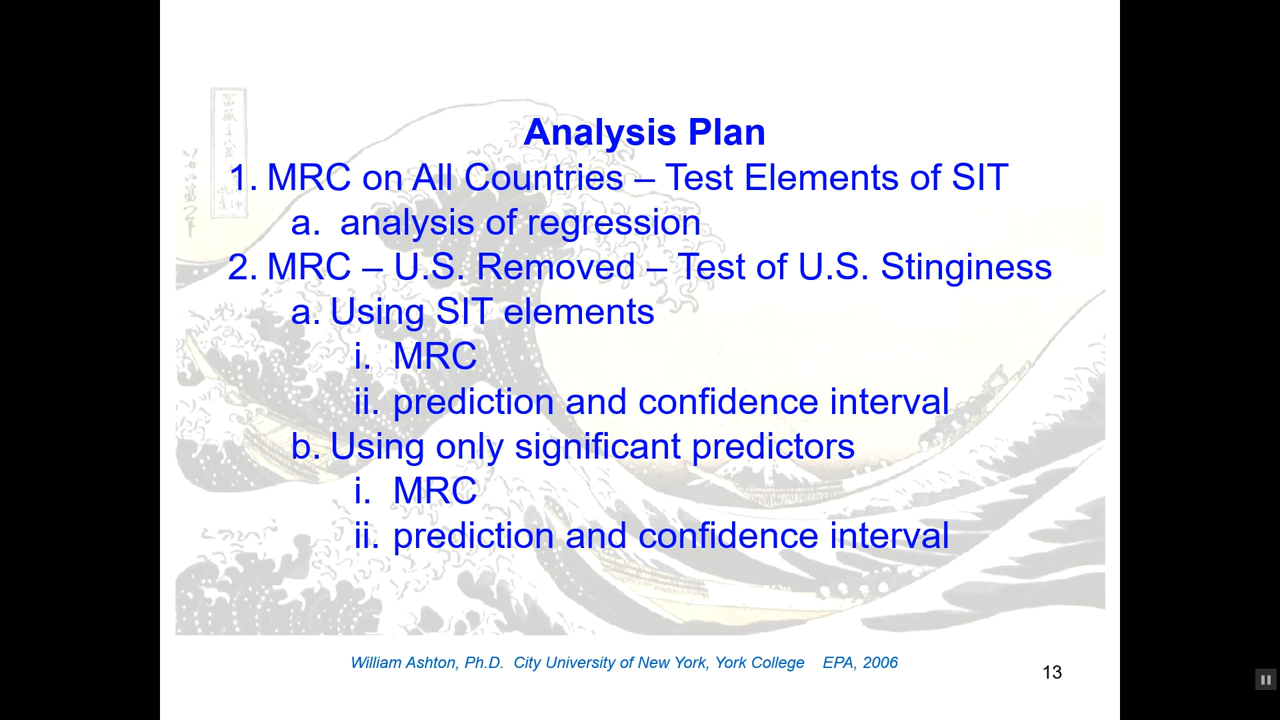 Analysis Plan
1. MRC on All Countries – Test Elements of SIT
a. analysis of regression
2. MRC – U.S. Removed – Test of U.S. Stinginess
a. Using SIT elements
i. MRC
ii. prediction and confidence interval
b. Using only significant predictors
i. MRC
ii. prediction and confidence interval
William Ashton, Ph.D. City University of New York, York College EPA, 2006
13